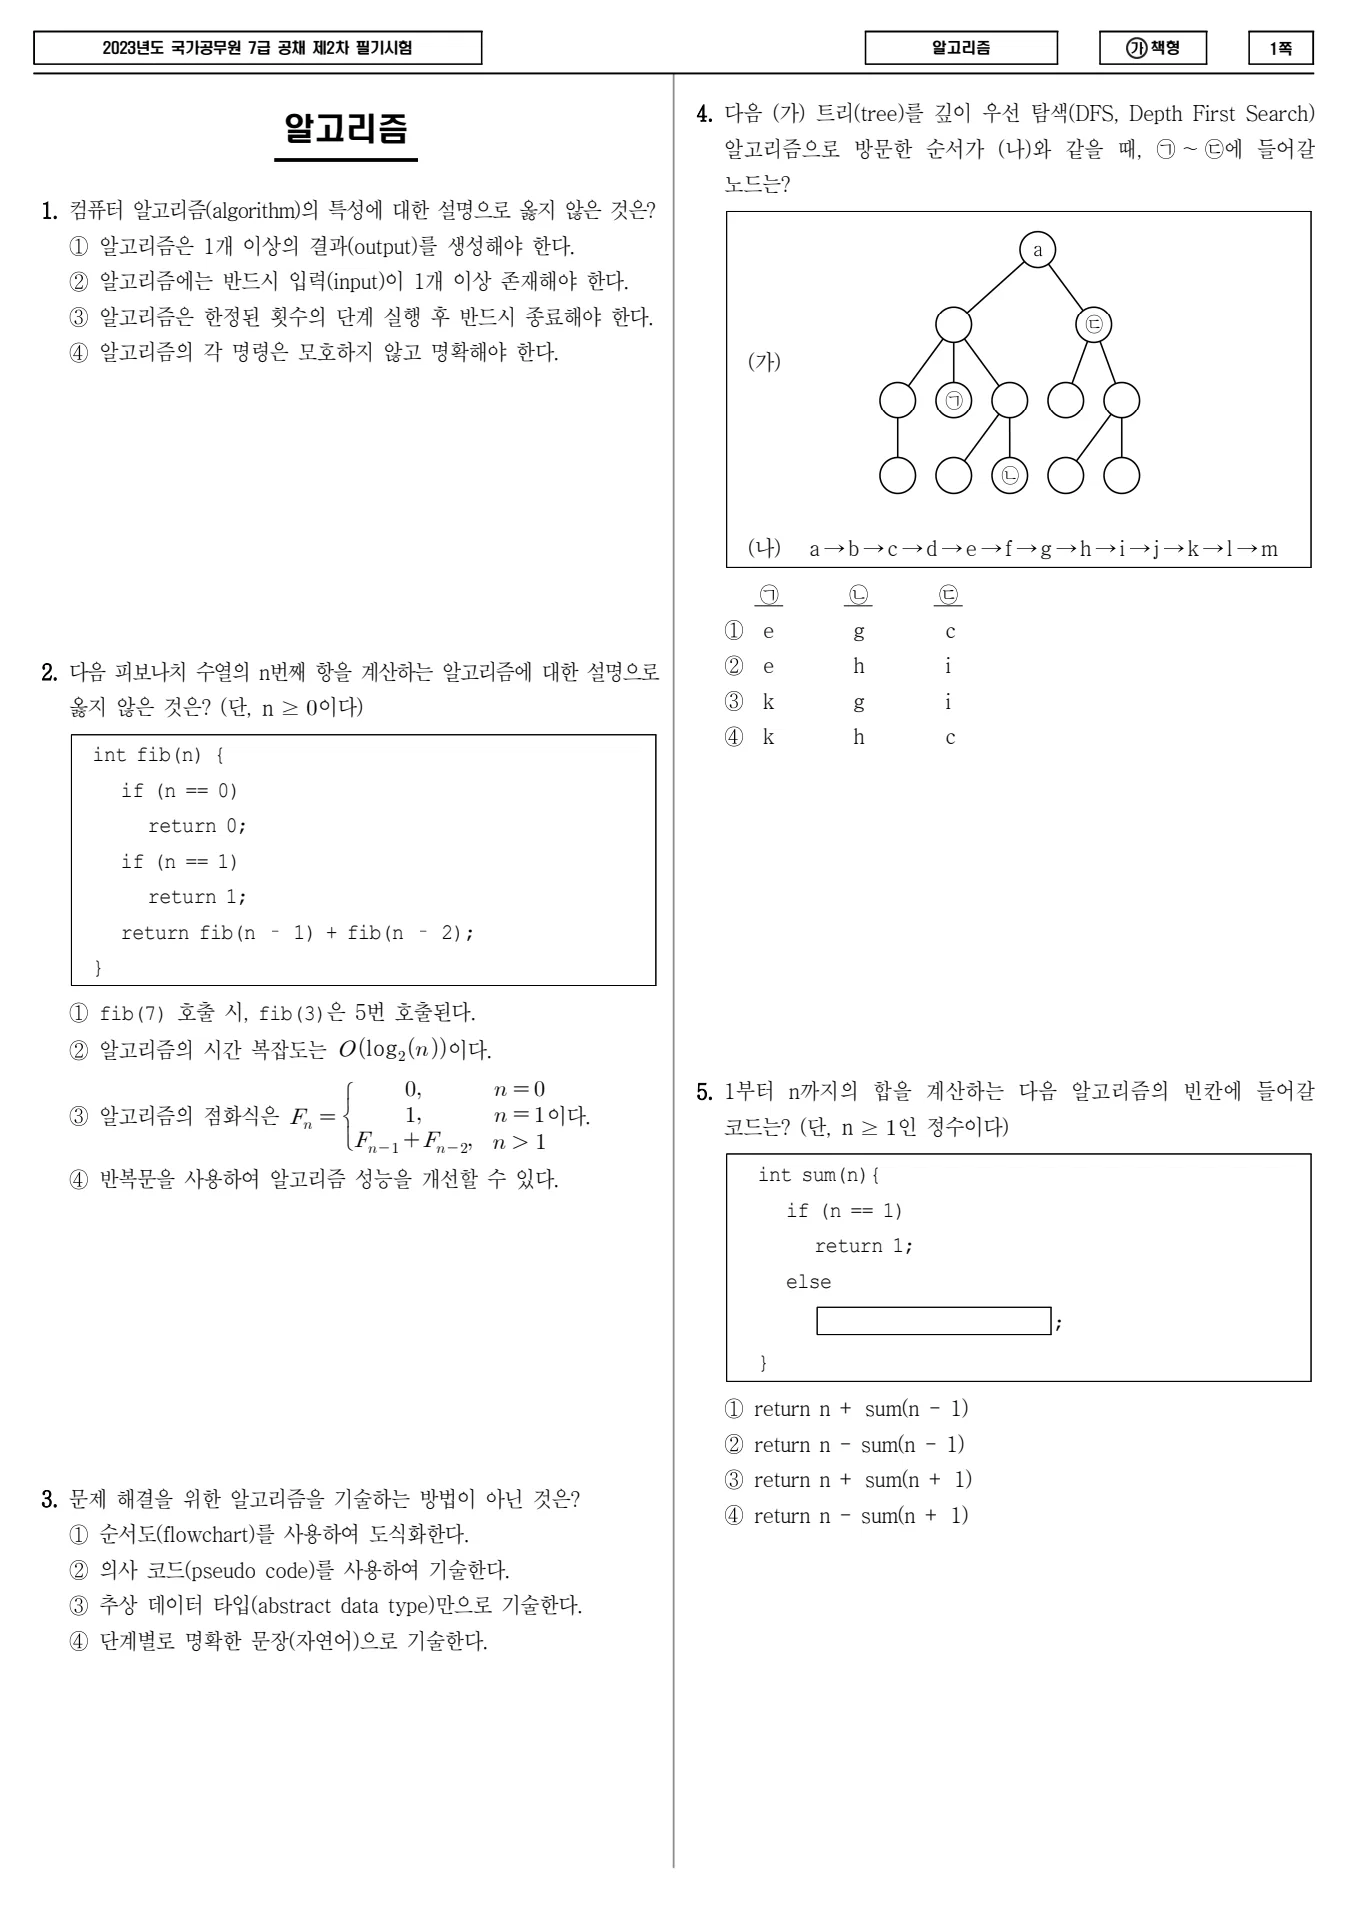 2023년도 국가공무원 7급 공채 제2차 필기시험
알고리즘
㉮ 책형
1쪽
알고리즘
1. 컴퓨터 알고리즘(algorithm)의 특성에 대한 설명으로 옳지 않은 것은?
① 알고리즘은 1개 이상의 결과(output)를 생성해야 한다.
② 알고리즘에는 반드시 입력(input)이 1개 이상 존재해야 한다.
③ 알고리즘은 한정된 횟수의 단계 실행 후 반드시 종료해야 한다.
④ 알고리즘의 각 명령은 모호하지 않고 명확해야 한다.
2. 다음 피보나치 수열의 n번째 항을 계산하는 알고리즘에 대한 설명으로
옳지 않은 것은? (단, n ≥ 0이다)
int fib(n) {
if (n == 0)
return 0;
if (n == 1)
return 1;
return fib(n - 1) + fib(n - 2);
}
① fib(7) 호출 시, fib(3)은 5번 호출된다.
② 알고리즘의 시간 복잡도는 O(log₂(n))이다.
③ 알고리즘의 점화식은 Fₙ = { 0, n=0
1, n=1이다.
Fₙ₋₁+Fₙ₋₂, n>1
④ 반복문을 사용하여 알고리즘 성능을 개선할 수 있다.
3. 문제 해결을 위한 알고리즘을 기술하는 방법이 아닌 것은?
① 순서도(flowchart)를 사용하여 도식화한다.
② 의사 코드(pseudo code)를 사용하여 기술한다.
③ 추상 데이터 타입(abstract data type)만으로 기술한다.
④ 단계별로 명확한 문장(자연어)으로 기술한다.
4. 다음 (가) 트리(tree)를 깊이 우선 탐색(DFS, Depth First Search)
알고리즘으로 방문한 순서가 (나)와 같을 때, ㉠ ~ ㉢에 들어갈
노드는?
a
㉢
(가)
㉠
㉡
(나) a→b→c→d→e→f→g→h→i→j→k→l→m
㉠ ㉡ ㉢
① e g c
② e h i
③ k g i
④ k h c
5. 1부터 n까지의 합을 계산하는 다음 알고리즘의 빈칸에 들어갈
코드는? (단, n ≥ 1인 정수이다)
int sum(n){
if (n == 1)
return 1;
else
;
}
① return n + sum(n - 1)
② return n - sum(n - 1)
③ return n + sum(n + 1)
④ return n - sum(n + 1)